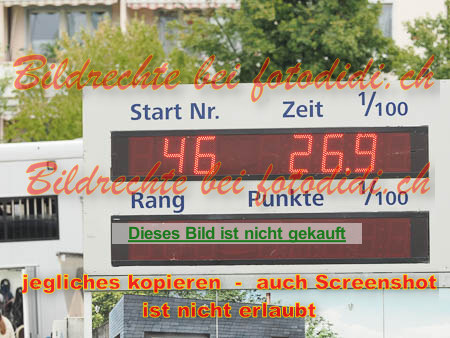 Bildrechte bei fotodidi.ch
Start Nr. Zeit 1/100
46 26.9
Bildrechte bei fotodidi.ch
Rang Punkte 1/100
Dieses Bild ist nicht gekauft
jegliches kopieren - auch Screenshot
ist nicht erlaubt